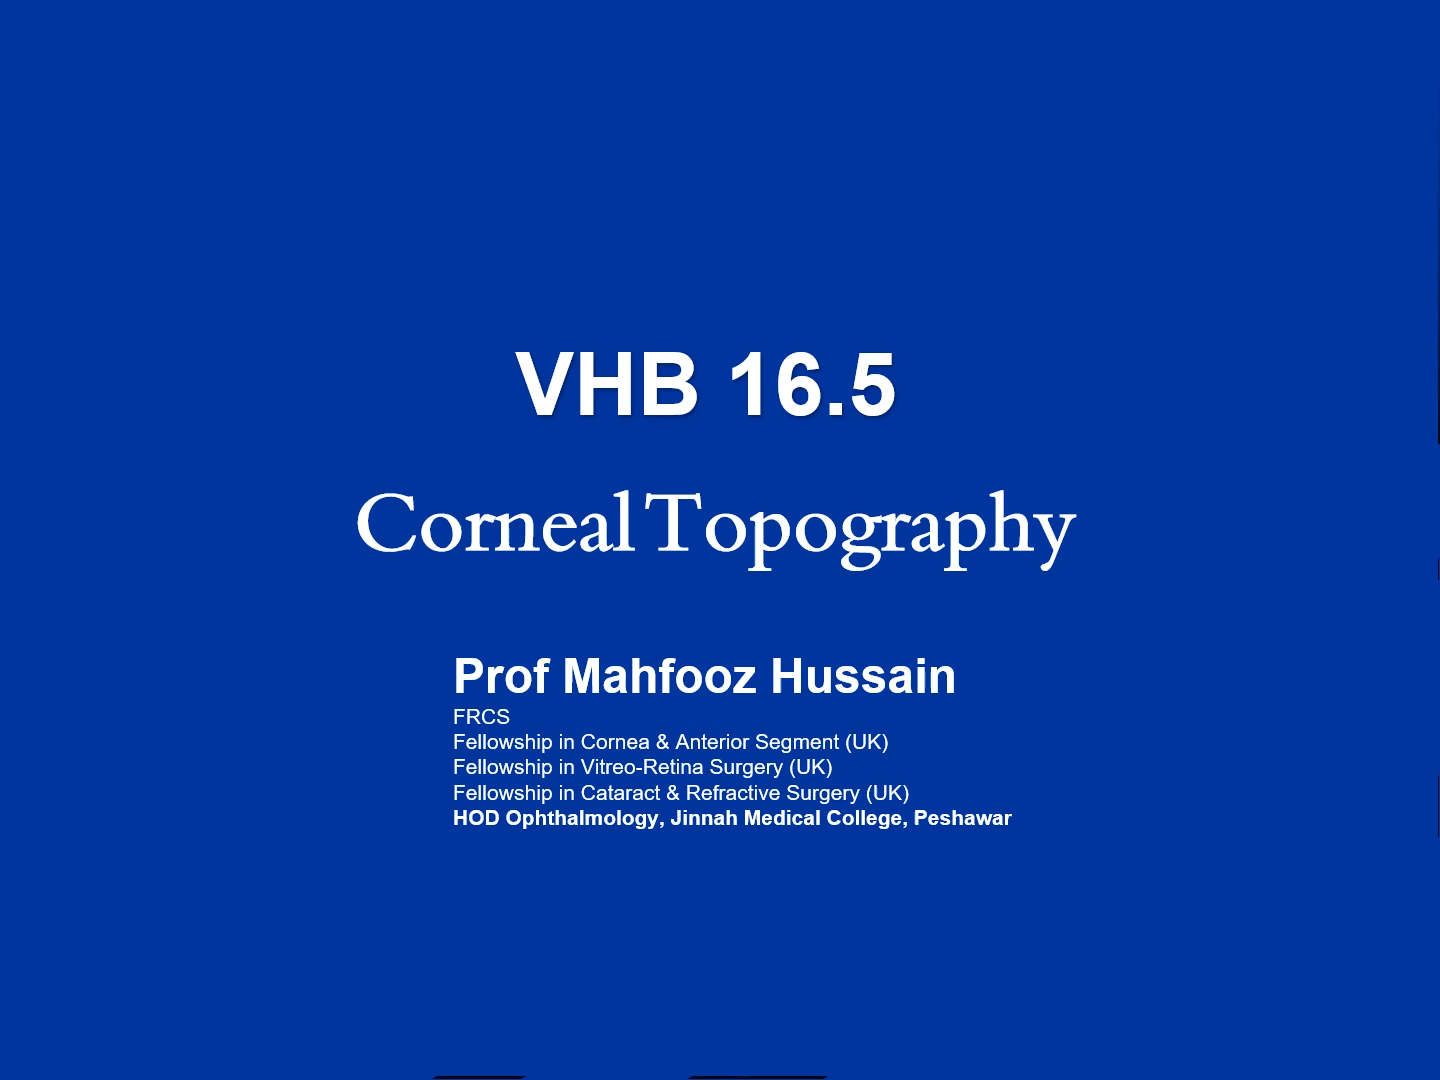 VHB 16.5
Corneal Topography
Prof Mahfooz Hussain
FRCS
Fellowship in Cornea & Anterior Segment (UK)
Fellowship in Vitreo-Retina Surgery (UK)
Fellowship in Cataract & Refractive Surgery (UK)
HOD Ophthalmology, Jinnah Medical College, Peshawar